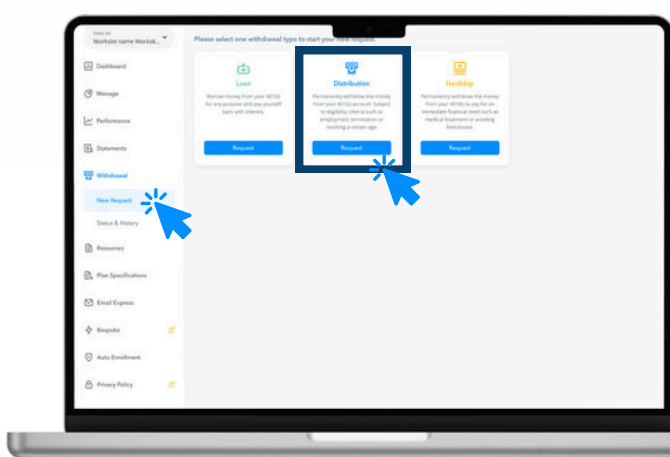 View As
Worksite name Worksit...
Dashboard
Manage
Performance
Statements
Withdrawal
New Request
Status & History
Resources
Plan Specifications
Email Express
Bespoke
Auto Enrollment
Privacy Policy
Please select one withdrawal type to start your new request.
Loan
Borrow money from your 401(k)
for any purpose and pay yourself
back with interest.
Request
Distribution
Permanently withdraw the money
from your 401(k) account. Subject
to eligibility criteria such as
employment termination or
reaching a certain age.
Request
Hardship
Permanently withdraw the money
from your 401(k) to pay for an
immediate financial need such as
medical treatment or avoiding
foreclosure.
Request